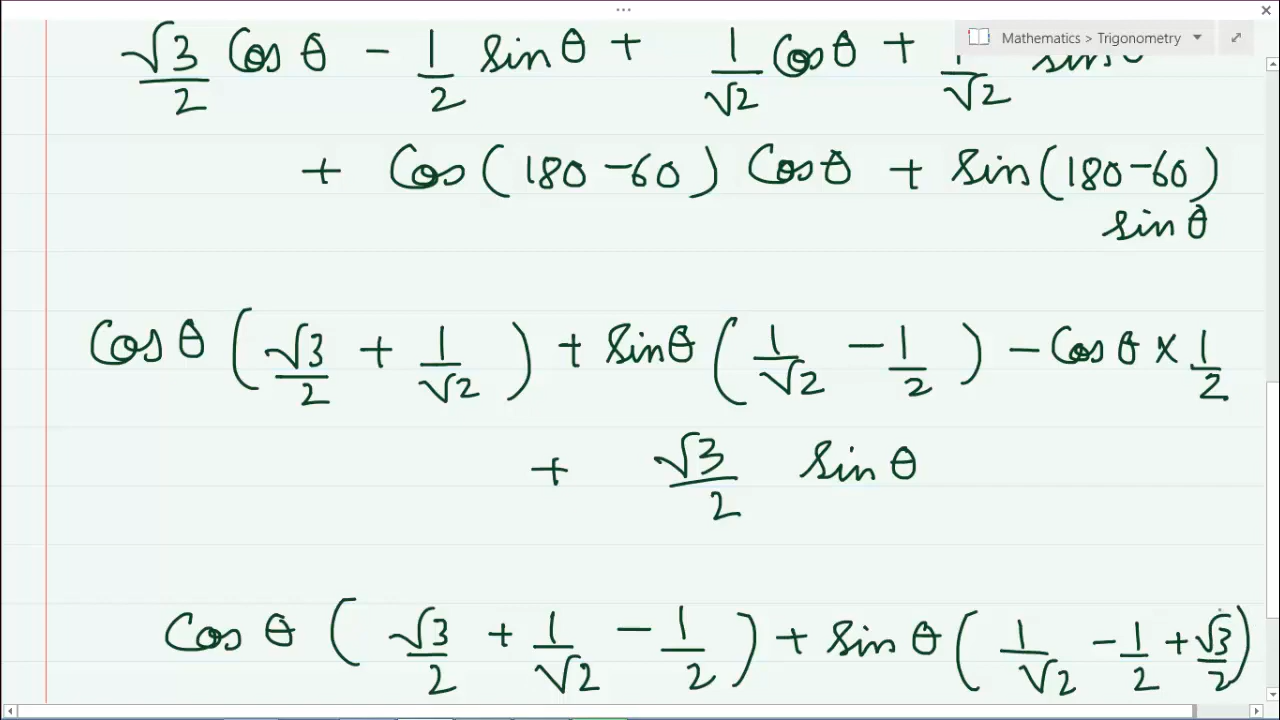 Mathematics > Trigonometry
√3/2 Cos θ - 1/2 sin θ + 1/√2 Cos θ + 1/√2 sin θ
+ Cos(180-60) Cos θ + sin(180-60)
sin θ
Cos θ (√3/2 + 1/√2) + sin θ (1/√2 - 1/2) - Cos θ × 1/2
+ √3/2 sin θ
Cos θ (√3/2 + 1/√2 - 1/2) + sin θ (1/√2 - 1/2 + √3/2)